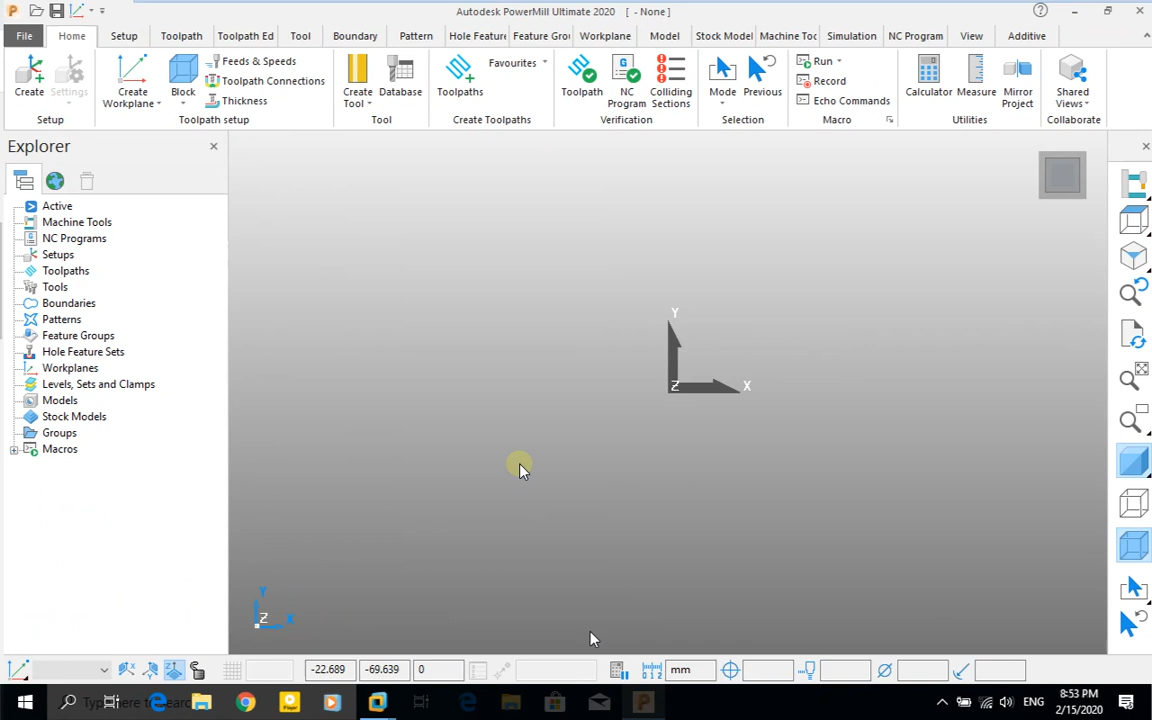 Autodesk PowerMill Ultimate 2020 [ - None ]
File Home Setup Toolpath Toolpath Ed Tool Boundary Pattern Hole Feature Feature Grou Workplane Model Stock Model Machine Too Simulation NC Program View Additive
Create
Settings
Setup
Create Workplane
Block
Feeds & Speeds
Toolpath Connections
Thickness
Toolpath setup
Create Tool
Database
Tool
Toolpaths
Favourites
Create Toolpaths
Toolpath
NC Program
Colliding Sections
Verification
Mode
Previous
Selection
Run
Record
Echo Commands
Macro
Calculator
Measure
Mirror Project
Utilities
Shared Views
Collaborate
Explorer
Active
Machine Tools
NC Programs
Setups
Toolpaths
Tools
Boundaries
Patterns
Feature Groups
Hole Feature Sets
Workplanes
Levels, Sets and Clamps
Models
Stock Models
Groups
Macros
Y
Z X
Y
Z X
-22.689 -69.639 0 mm
Type here to search
ENG
8:53 PM
2/15/2020